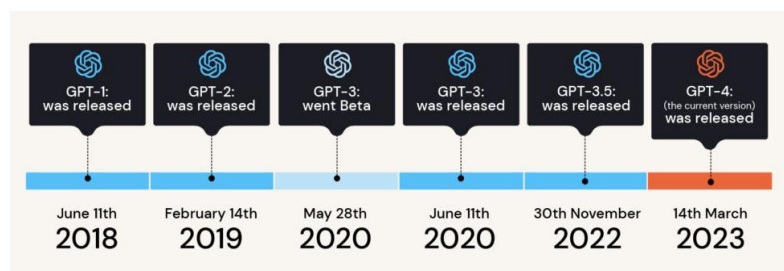 GPT-1:
was released
GPT-2:
was released
GPT-3:
went Beta
GPT-3:
was released
GPT-3.5:
was released
GPT-4:
(the current version)
was released
June 11th
2018
February 14th
2019
May 28th
2020
June 11th
2020
30th November
2022
14th March
2023